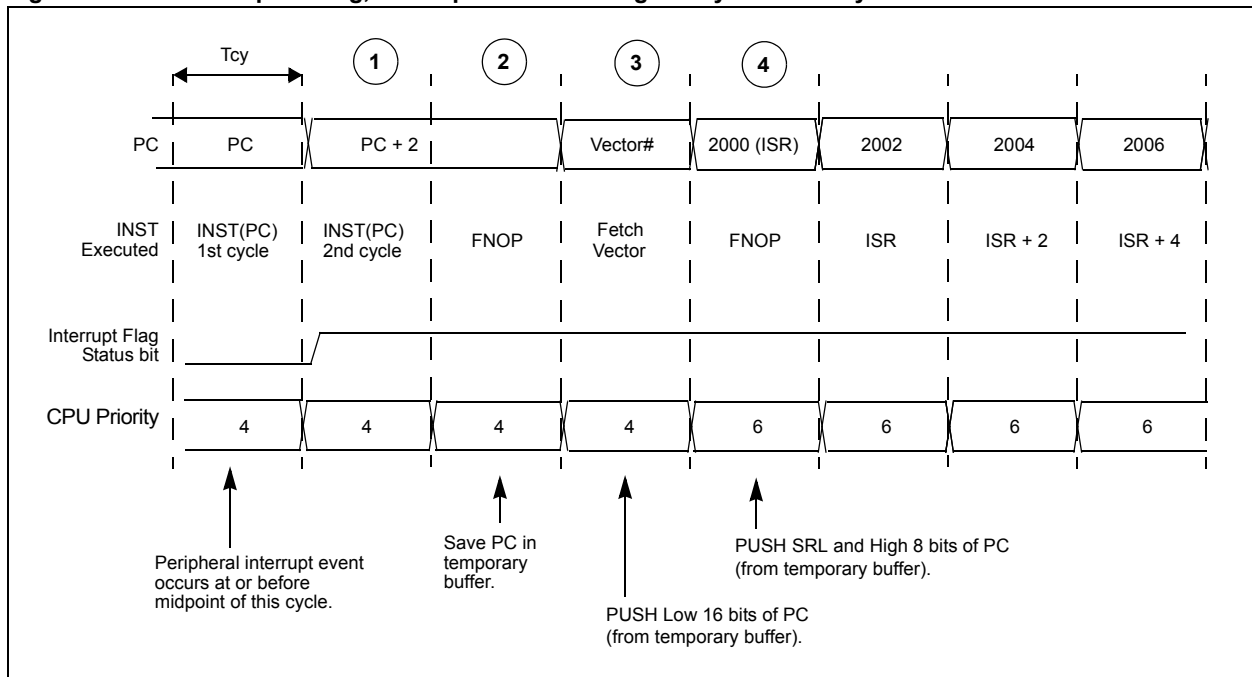 Tcy
1
2
3
4
PC
PC
PC + 2
Vector#
2000 (ISR)
2002
2004
2006
INST
Executed
INST(PC)
1st cycle
INST(PC)
2nd cycle
FNOP
Fetch
Vector
FNOP
ISR
ISR + 2
ISR + 4
Interrupt Flag
Status bit
CPU Priority
4
4
4
4
6
6
6
6
Peripheral interrupt event
occurs at or before
midpoint of this cycle.
Save PC in
temporary
buffer.
PUSH Low 16 bits of PC
(from temporary buffer).
PUSH SRL and High 8 bits of PC
(from temporary buffer).